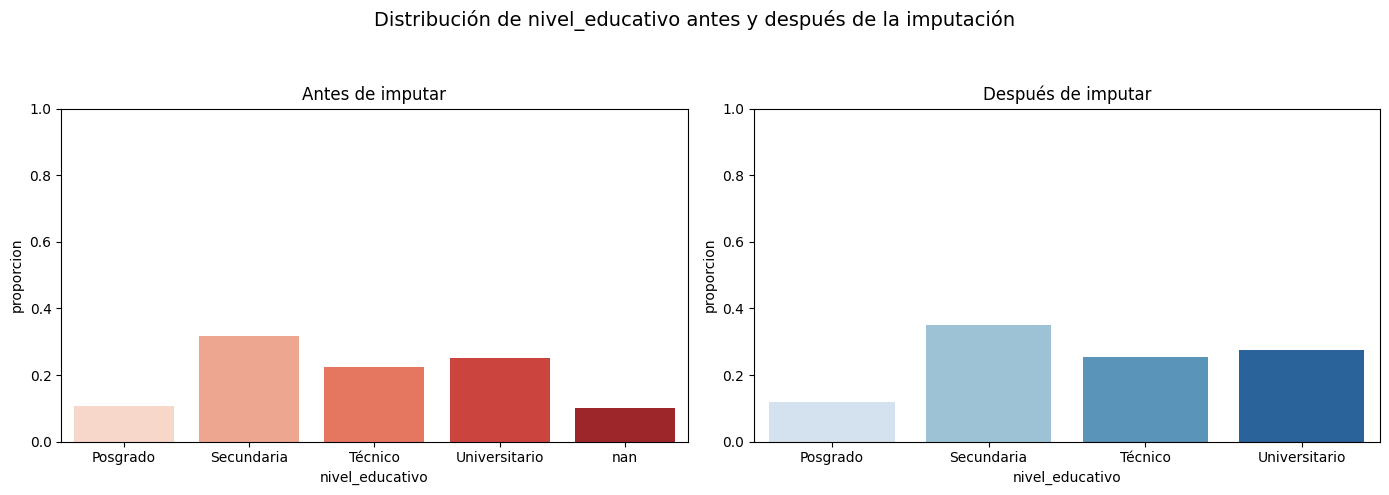 Distribución de nivel_educativo antes y después de la imputación
Antes de imputar
1.0
0.8
0.6
0.4
0.2
0.0
proporcion
Posgrado Secundaria Técnico Universitario nan
nivel_educativo
Después de imputar
1.0
0.8
0.6
0.4
0.2
0.0
proporcion
Posgrado Secundaria Técnico Universitario
nivel_educativo